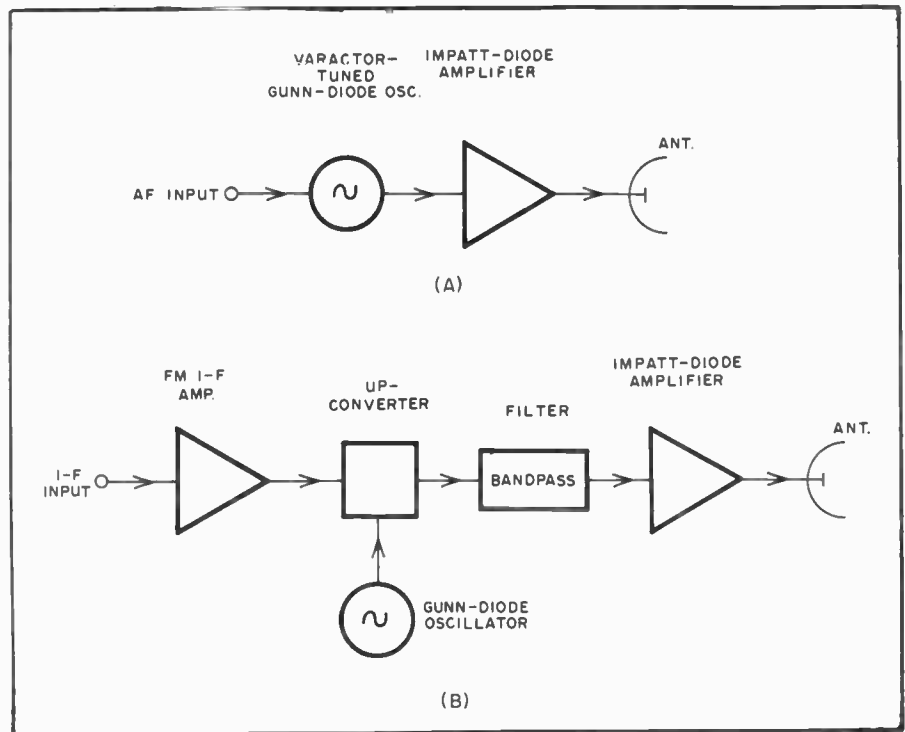 VARACTOR-
TUNED
GUNN-DIODE OSC.
IMPATT-DIODE
AMPLIFIER
ANT.
AF INPUT
(A)
FM I-F
AMP.
UP-
CONVERTER
FILTER
IMPATT-DIODE
AMPLIFIER
ANT.
I-F
INPUT
BANDPASS
GUNN-DIODE
OSCILLATOR
(B)